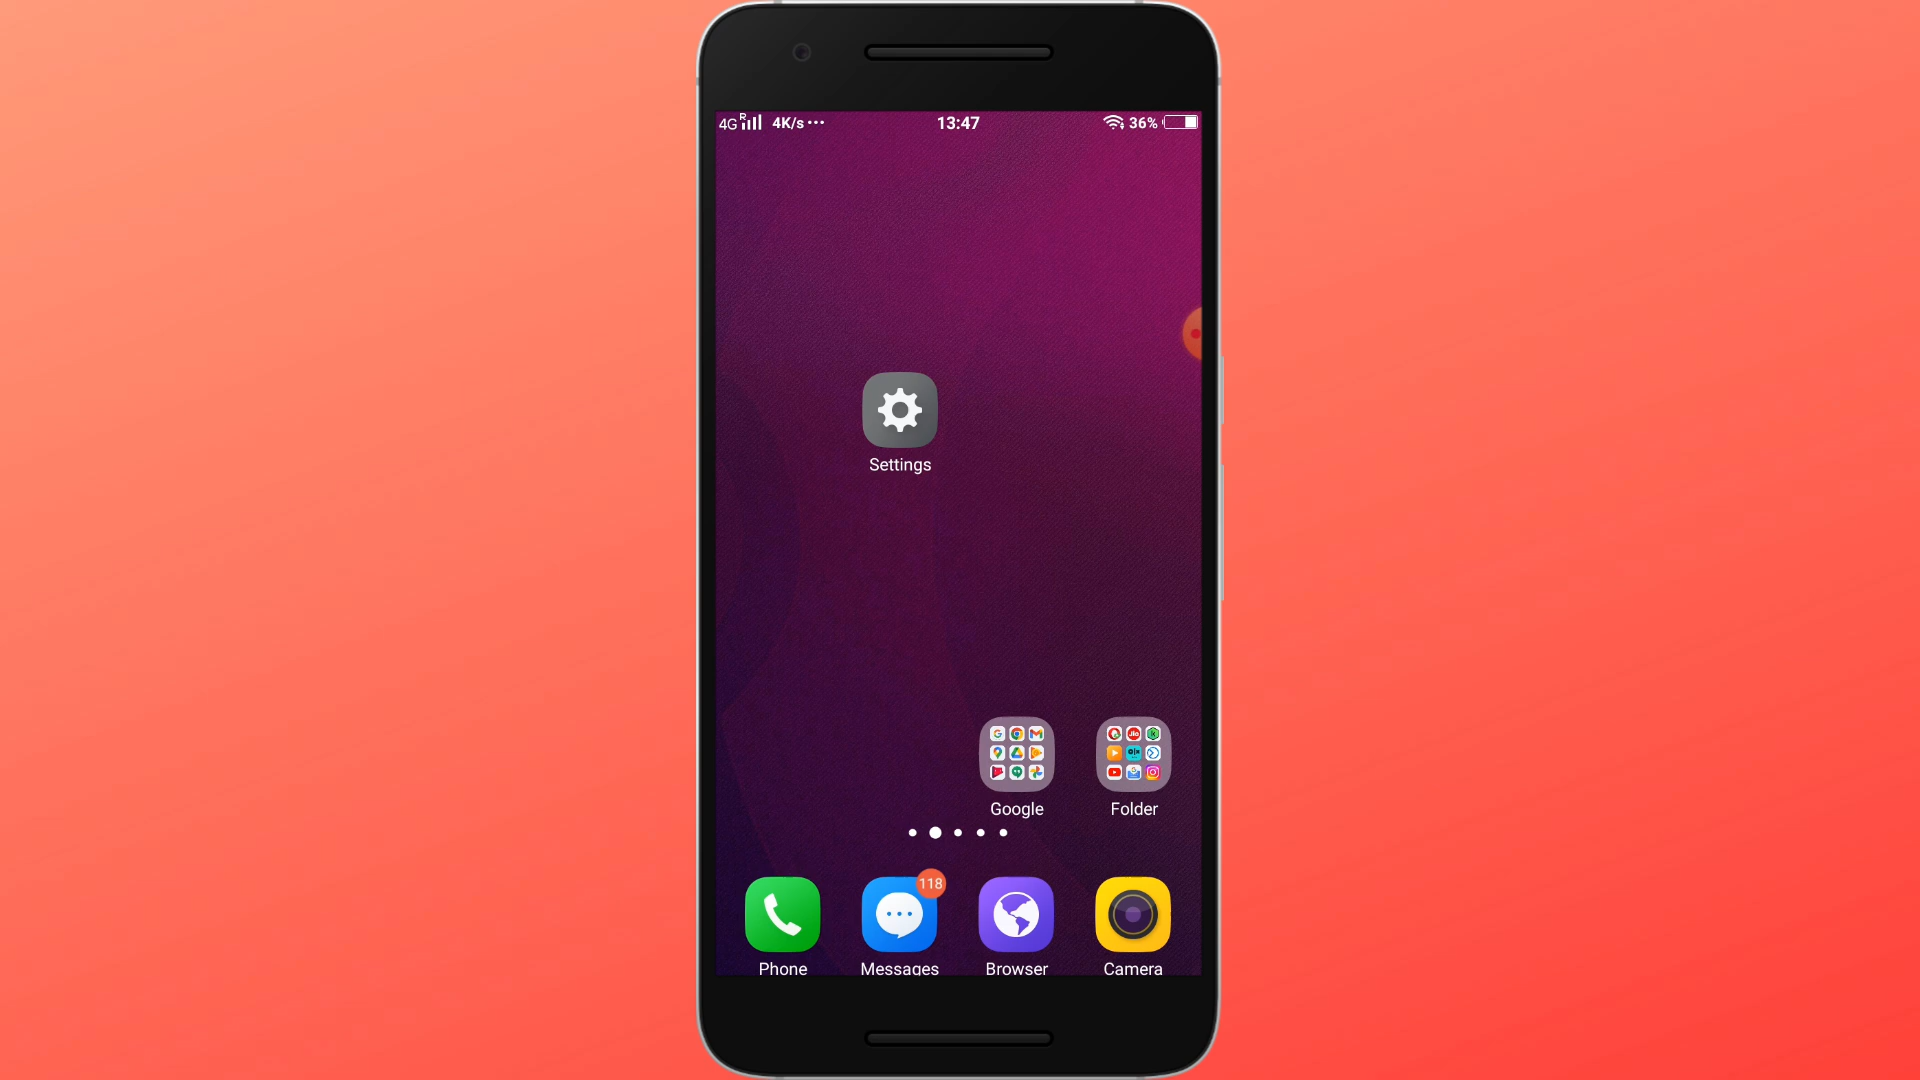 4G R 4K/s ··· 13:47 36%
Settings
Google Folder
118
Phone Messages Browser Camera